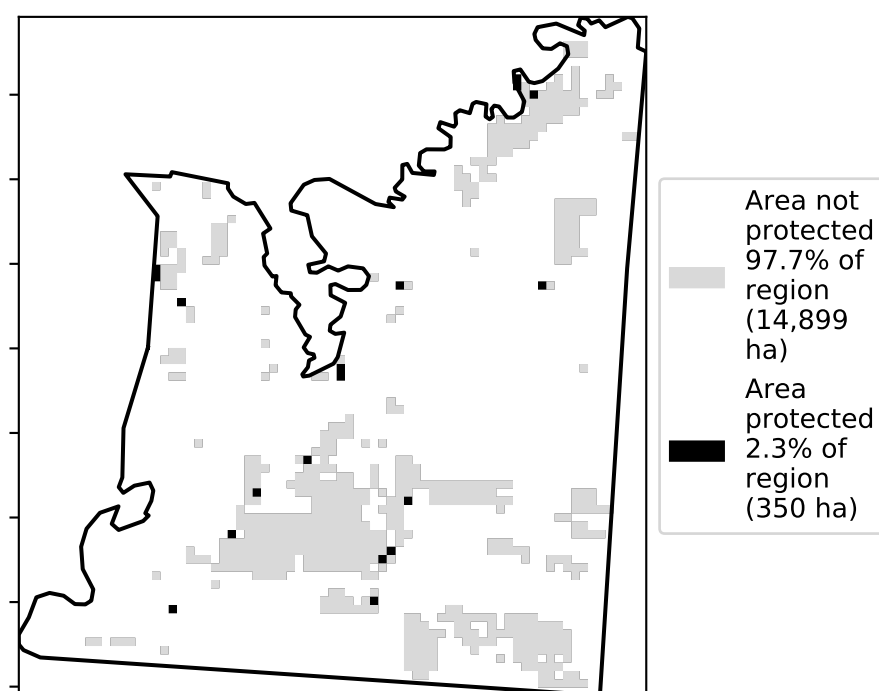 Area not
protected
97.7% of
region
(14,899
ha)
Area
protected
2.3% of
region
(350 ha)